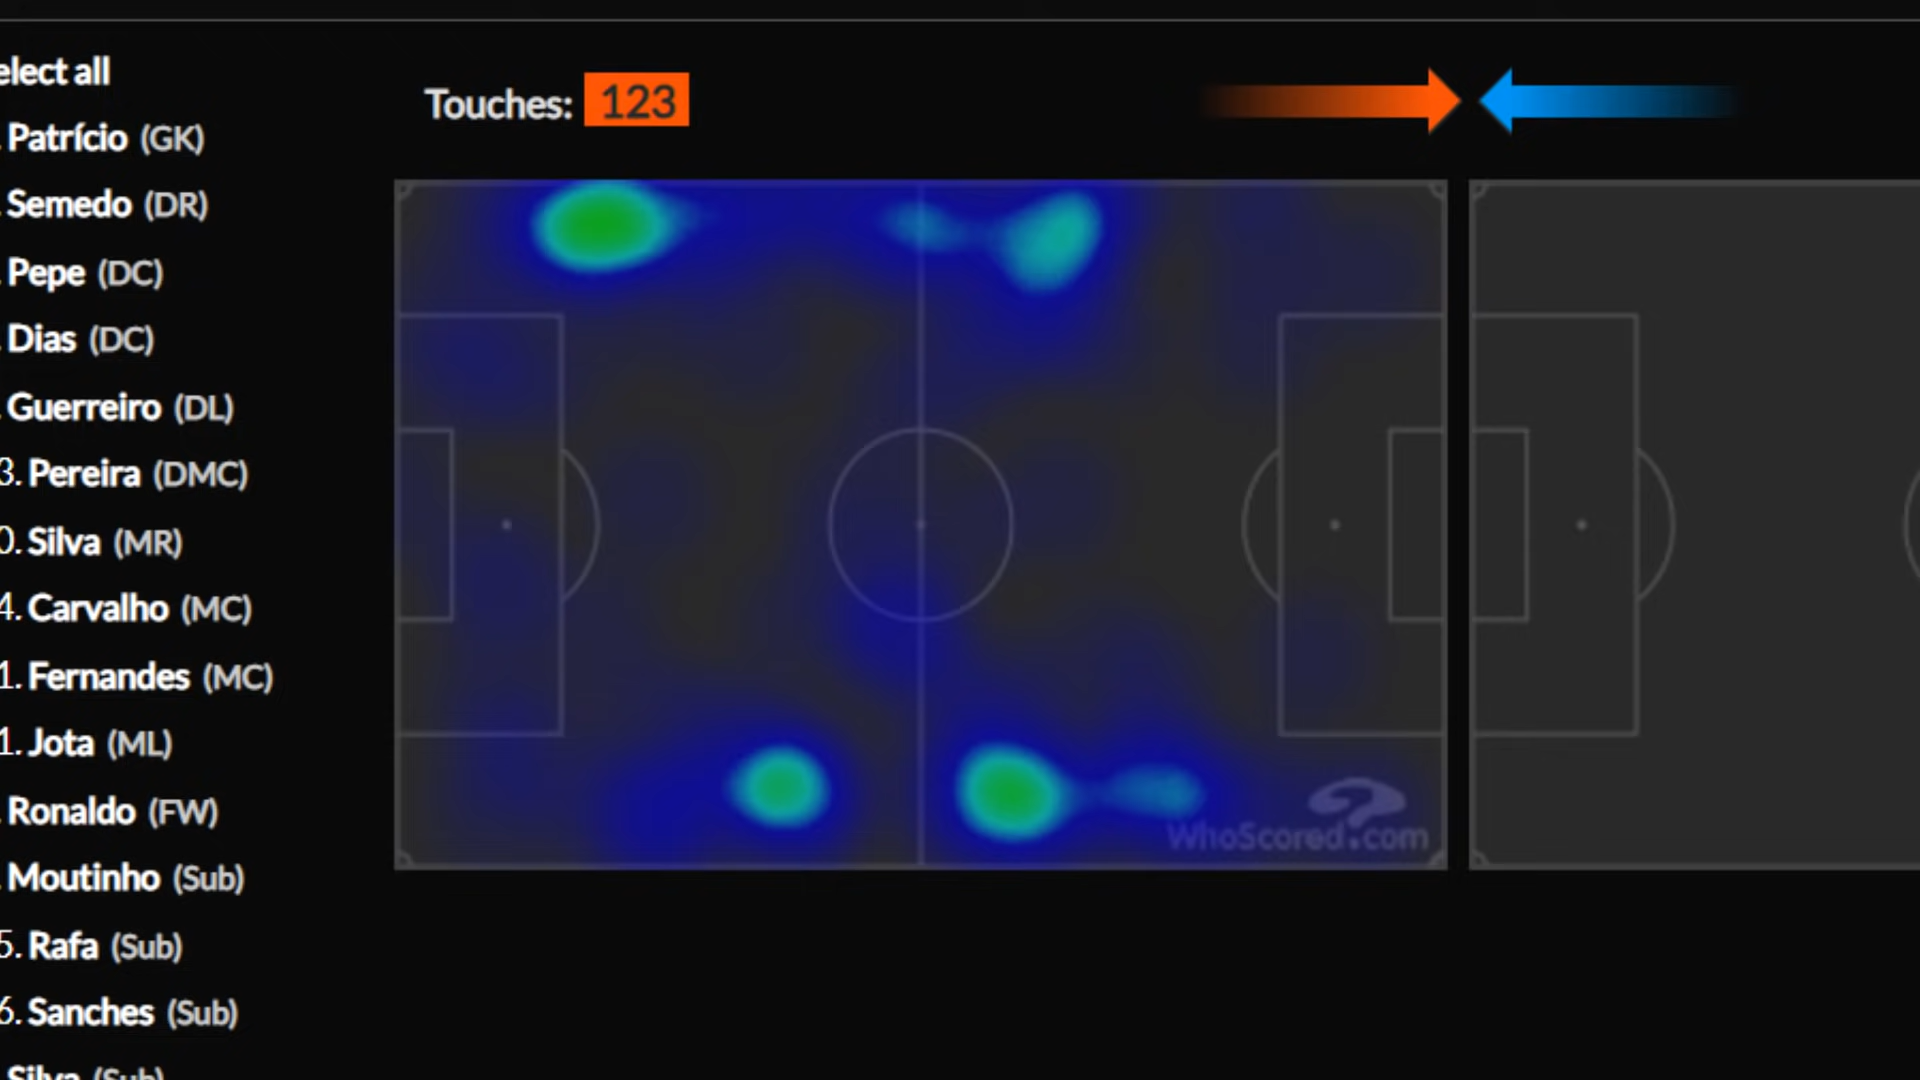 elect all
Touches: 123
. Patrício (GK)
. Semedo (DR)
. Pepe (DC)
. Dias (DC)
. Guerreiro (DL)
3. Pereira (DMC)
0. Silva (MR)
4. Carvalho (MC)
1. Fernandes (MC)
1. Jota (ML)
. Ronaldo (FW)
. Moutinho (Sub)
5. Rafa (Sub)
6. Sanches (Sub)
Silva (Sub)
WhoScored.com